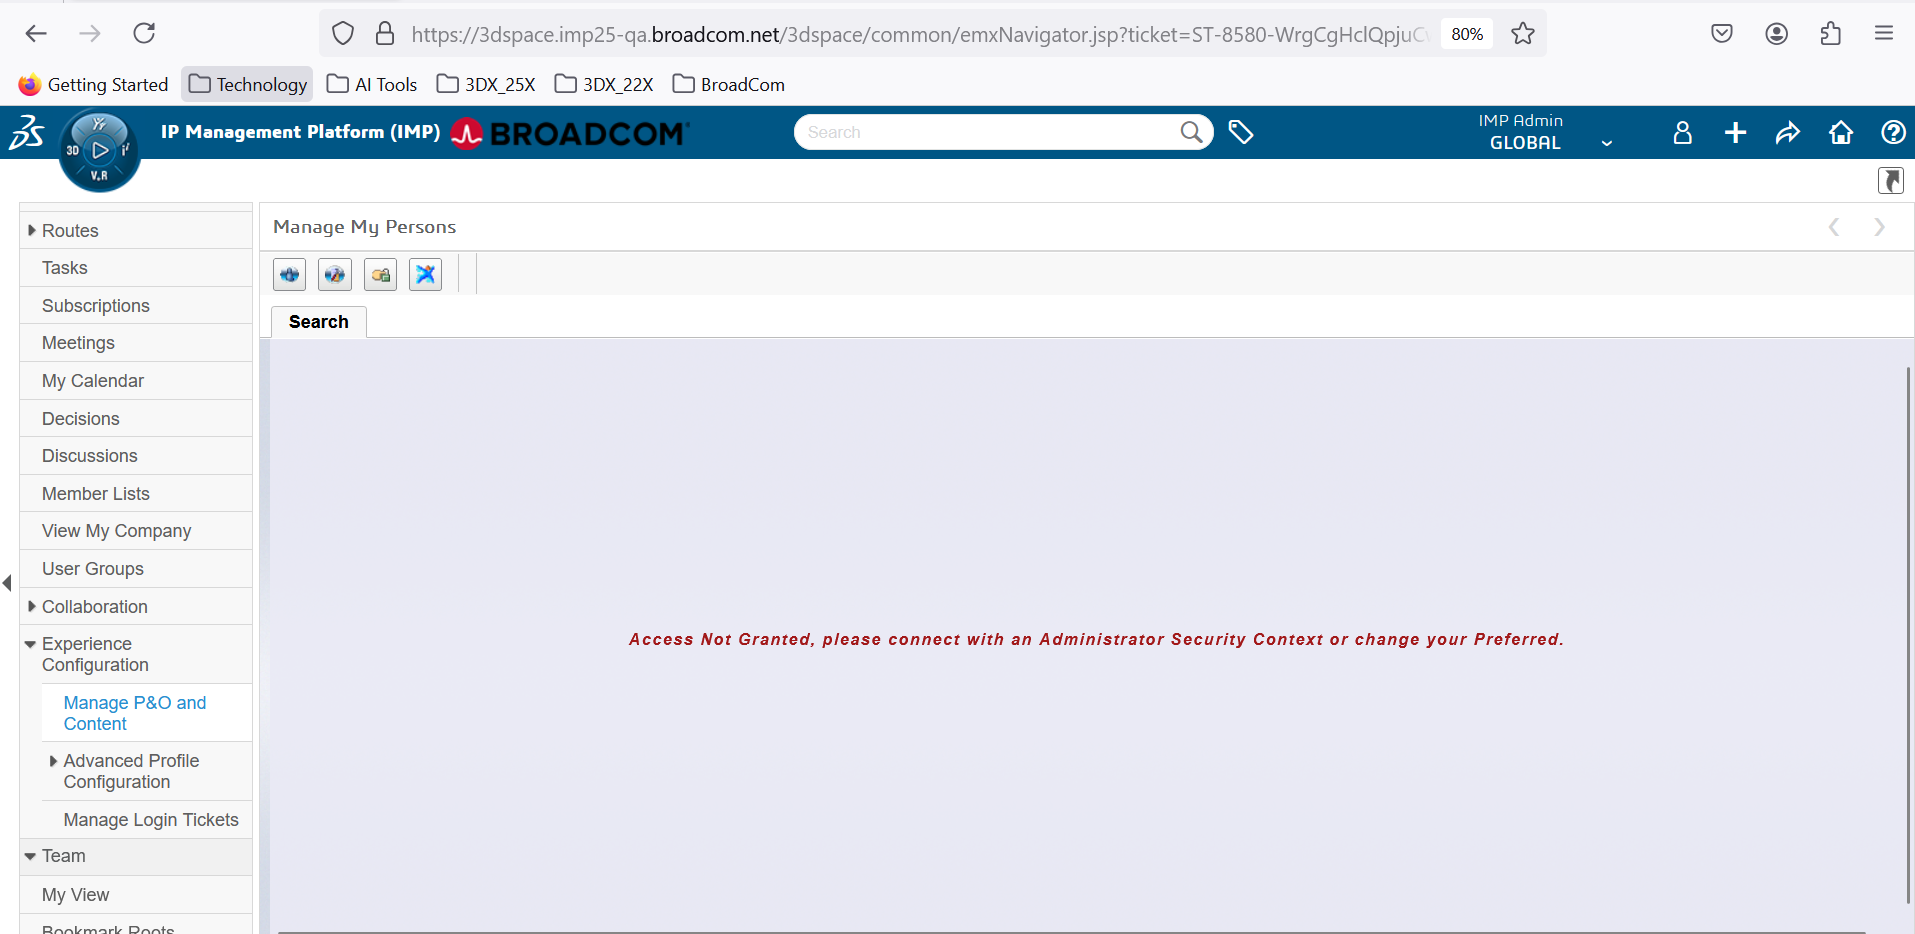 https://3dspace.imp25-qa.broadcom.net/3dspace/common/emxNavigator.jsp?ticket=ST-8580-WrgCgHclQpjuC
80%
Getting Started
Technology
AI Tools
3DX_25X
3DX_22X
BroadCom
IP Management Platform (IMP)
BROADCOM
Search
IMP Admin
GLOBAL
3D
V.R
Manage My Persons
Search
Access Not Granted, please connect with an Administrator Security Context or change your Preferred.
Routes
Tasks
Subscriptions
Meetings
My Calendar
Decisions
Discussions
Member Lists
View My Company
User Groups
Collaboration
Experience
Configuration
Manage P&O and
Content
Advanced Profile
Configuration
Manage Login Tickets
Team
My View
Bookmark Roots